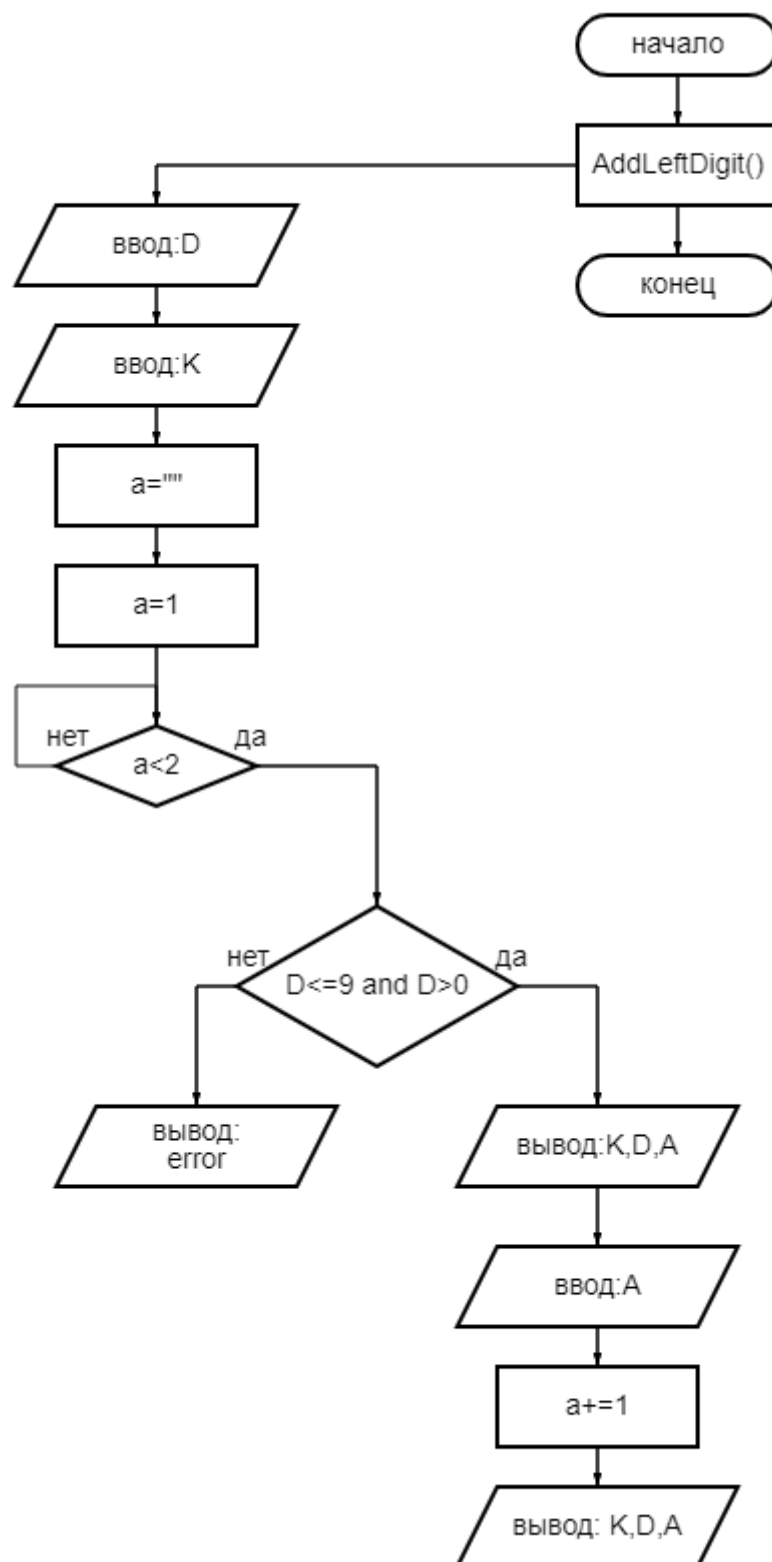 начало
AddLeftDigit()
конец
ввод:D
ввод:K
a=""
a=1
нет
да
a<2
нет
да
D<=9 and D>0
вывод:
error
вывод:K,D,A
ввод:A
a+=1
вывод: K,D,A